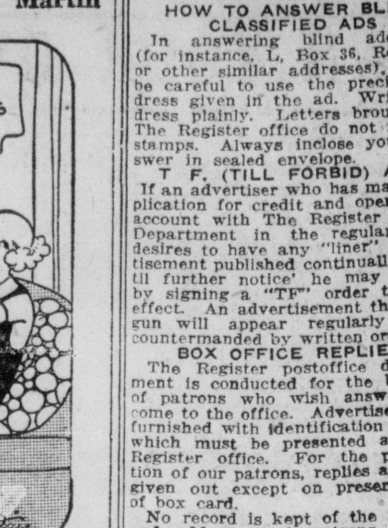 Martin
HOW TO ANSWER BL
CLASSIFIED ADS
In answering blind ad
(for instance, L, Box 36, R
or other similar addresses),
be careful to use the prec
dress given in the ad. Wri
dress plainly. Letters brou
The Register office do not
stamps. Always inclose yo
swer in sealed envelope.
T F. (TILL FORBID) A
If an advertiser who has ma
plication for credit and ope
account with The Register
Department in the regular
desires to have any "liner"
tisement published continuall
til further notice' he may
by signing a "TF" order t
effect. An advertisement th
gun will appear regularly
countermanded by written or
BOX OFFICE REPLIE
The Register postoffice d
ment is conducted for the
of patrons who wish answ
come to the office. Advertise
furnished with identification
which must be presented a
Register office. For the p
tion of our patrons, replies a
given out except on presen
of box card.
No record is kept of the